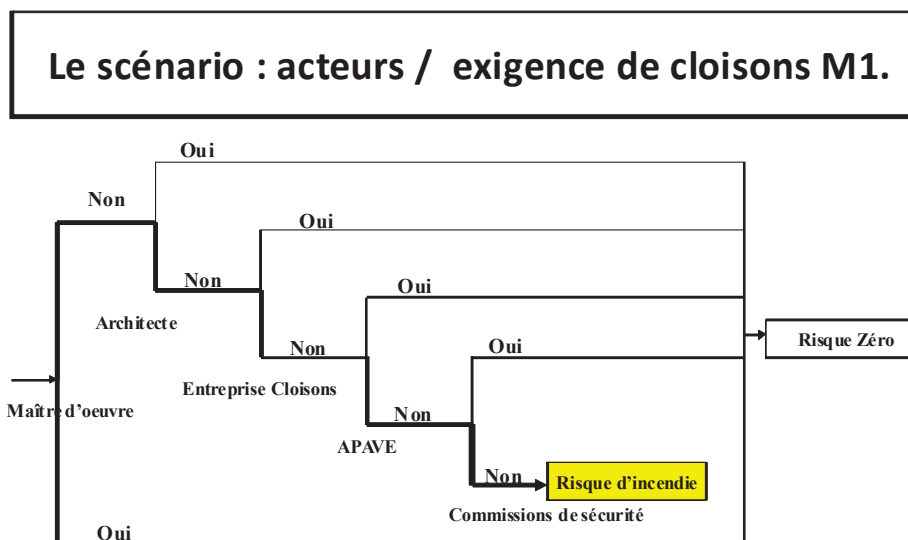 Le scénario : acteurs / exigence de cloisons M1.
Oui
Non
Oui
Non
Oui
Architecte
Non
Oui
Risque Zéro
Entreprise Cloisons
Maître d'oeuvre
Non
APAVE
Non
Risque d'incendie
Commissions de sécurité
Oui